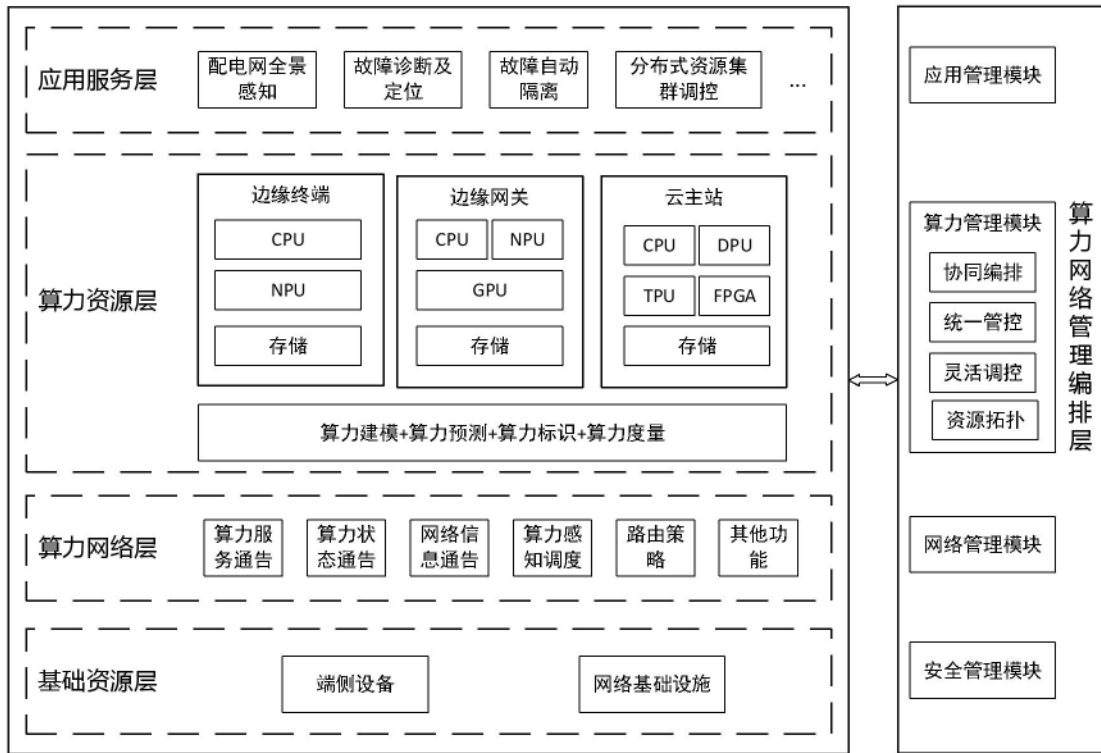 应用服务层
配电网全景
感知
故障诊断及
定位
故障自动
隔离
分布式资源集
群调控
...
算力资源层
边缘终端
CPU
NPU
存储
边缘网关
CPU
NPU
GPU
存储
云主站
CPU
DPU
TPU
FPGA
存储
算力建模+算力预测+算力标识+算力度量
算力网络层
算力服
务通告
算力状
态通告
网络信
息通告
算力感
知调度
路由策
略
其他功
能
基础资源层
端侧设备
网络基础设施
应用管理模块
算力管理模块
协同编排
统一管控
灵活调控
资源拓扑
网络管理模块
安全管理模块
算力网络管理编排层